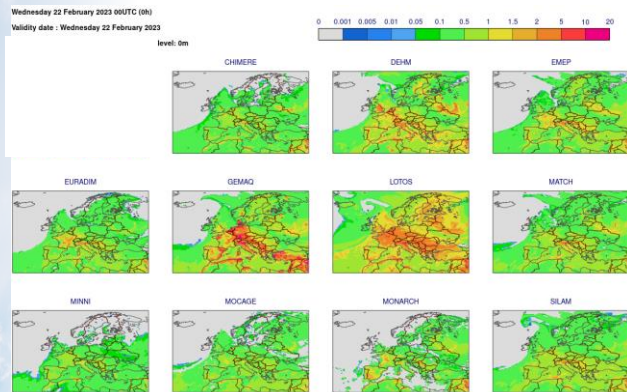 Wednesday 22 February 2023 00UTC (0h)
Validity date : Wednesday 22 February 2023
level: 0m
0 0.001 0.005 0.01 0.05 0.1 0.5 1 1.5 2 5 10 20
CHIMERE DEHM EMEP
EURADIM GEMAQ LOTOS MATCH
MINNI MOCAGE MONARCH SILAM